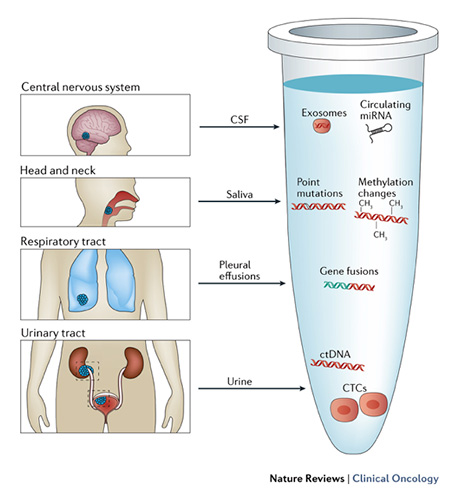 Central nervous system
CSF
Head and neck
Saliva
Respiratory tract
Pleural
effusions
Urinary tract
Urine
Exosomes
Circulating
miRNA
Point
mutations
Methylation
changes
CH₃
CH₃
CH₃
Gene fusions
ctDNA
CTCs
Nature Reviews | Clinical Oncology